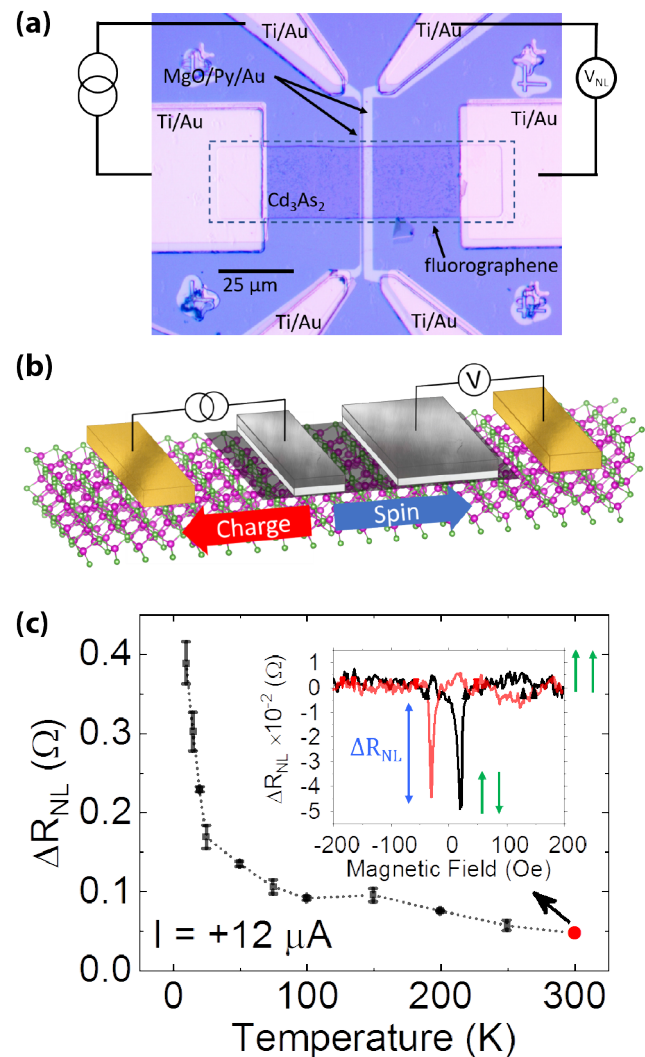 (a)
Ti/Au Ti/Au
MgO/Py/Au
V_NL
Ti/Au Ti/Au
Cd₃As₂
fluorographene
25 μm
Ti/Au Ti/Au
(b)
V
Charge Spin
(c)
0.4
0.3
0.2
0.1
0.0
ΔR_NL (Ω)
I = +12 μA
0 100 200 300
Temperature (K)
1
0
-1
-2
-3
-4
-5
ΔR_NL ×10⁻² (Ω)
ΔR_NL
-200 -100 0 100 200
Magnetic Field (Oe)